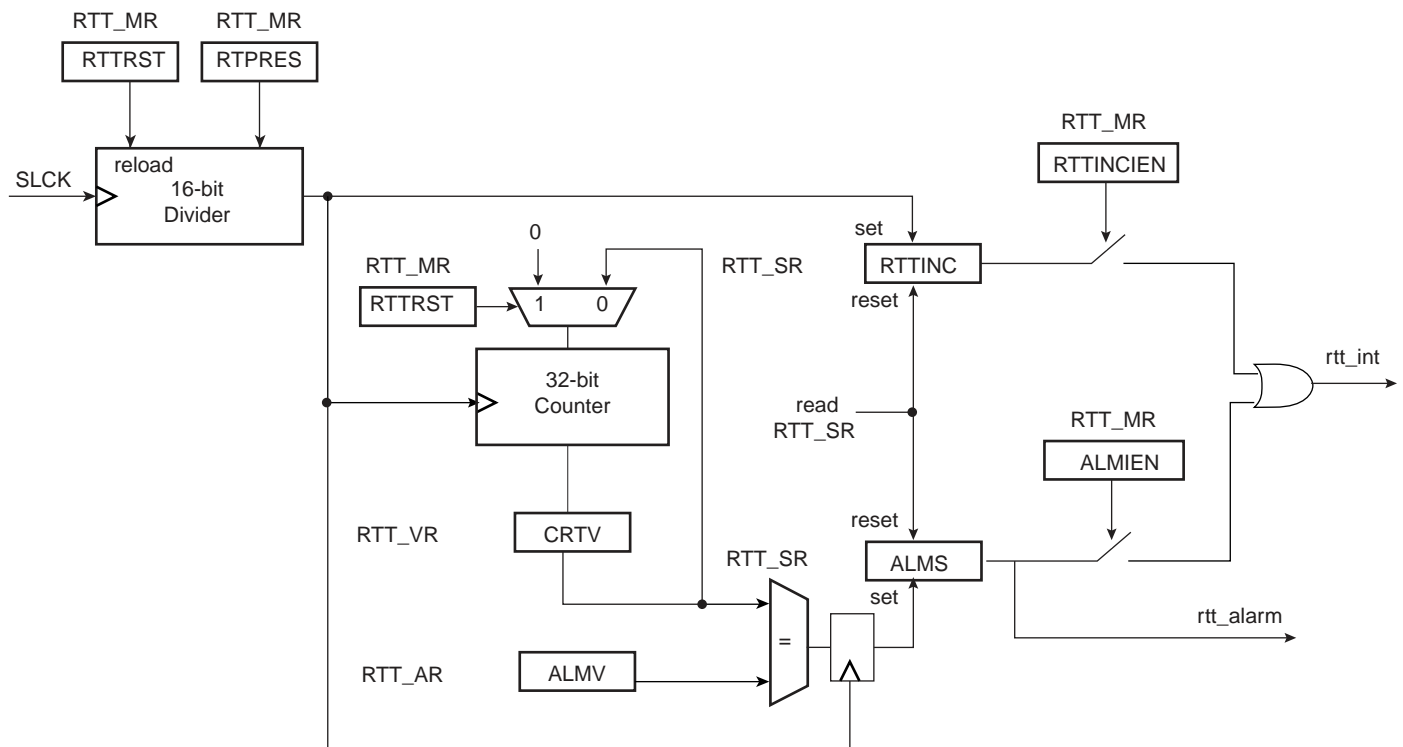 RTT_MR
RTT_MR
RTTRST
RTPRES
RTT_MR
reload
RTTINCIEN
SLCK
16-bit
Divider
0
set
RTT_MR
RTT_SR
RTTINC
RTTRST
1
0
reset
32-bit
Counter
rtt_int
read
RTT_SR
RTT_MR
ALMIEN
reset
RTT_VR
CRTV
RTT_SR
ALMS
set
rtt_alarm
=
RTT_AR
ALMV